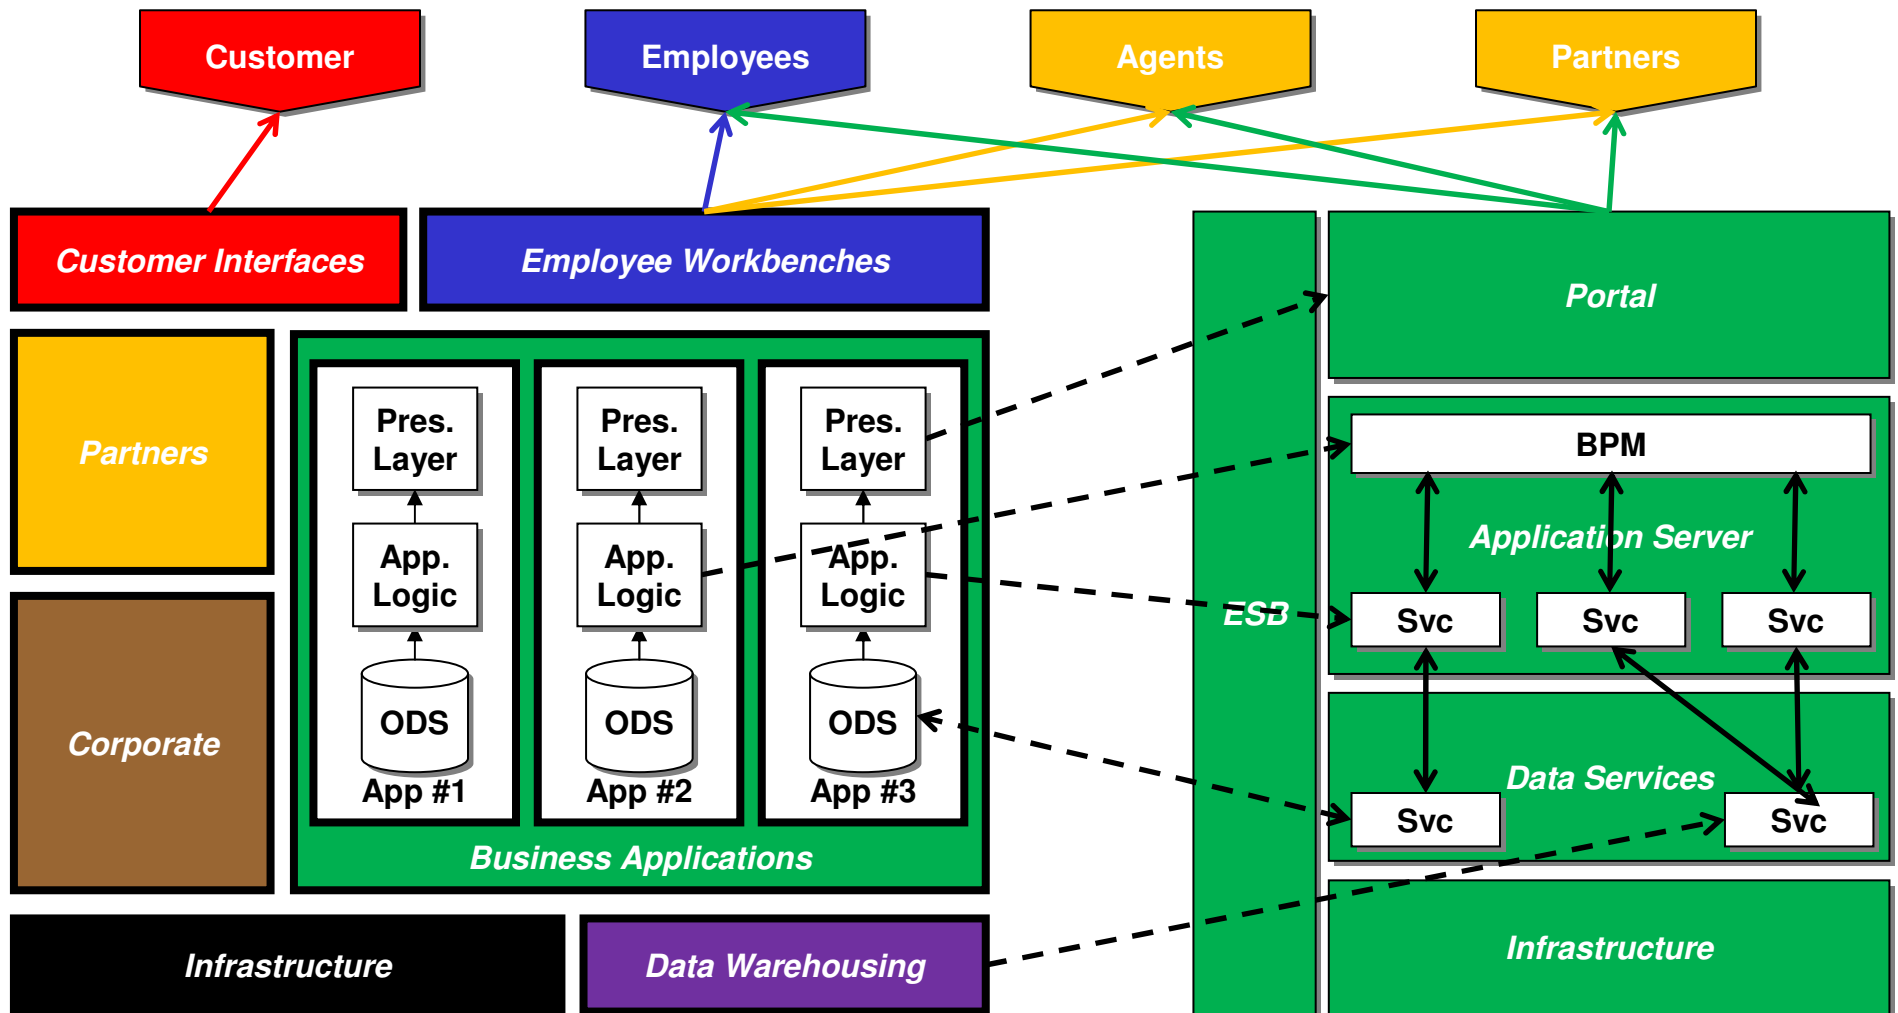 Customer
Employees
Agents
Partners
Customer Interfaces
Employee Workbenches
Portal
Partners
Pres.
Layer
Pres.
Layer
Pres.
Layer
BPM
Application Server
App.
Logic
App.
Logic
App.
Logic
ESB
Svc
Svc
Svc
Corporate
ODS
ODS
ODS
App #1
App #2
App #3
Data Services
Svc
Svc
Business Applications
Infrastructure
Data Warehousing
Infrastructure